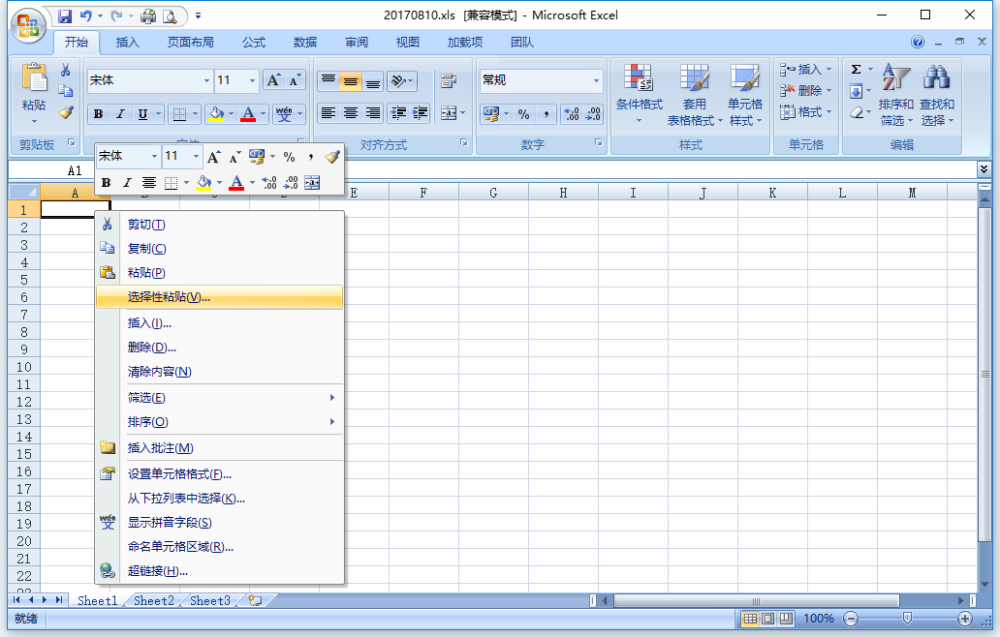 20170810.xls [兼容模式] - Microsoft Excel
开始 插入 页面布局 公式 数据 审阅 视图 加载项 团队
宋体 11 常规 插入
粘贴 条件格式 套用 单元格 删除 排序和 查找和
B I U A wén 文 % , 表格格式 样式 格式 筛选 选择
剪贴板 对齐方式 数字 样式 单元格 编辑
宋体 11 A A % ,
A1
B I A
A E F G H I J K L M
1
2 剪切(T)
3 复制(C)
4
5 粘贴(P)
6 选择性粘贴(V)...
7
8 插入(I)...
9 删除(D)...
10 清除内容(N)
11
12 筛选(E)
13 排序(O)
14
15 插入批注(M)
16 设置单元格格式(F)...
17
18 从下拉列表中选择(K)...
19 显示拼音字段(S)
20 命名单元格区域(R)...
21
22 超链接(H)...
23
Sheet1 Sheet2 Sheet3
就绪 100%